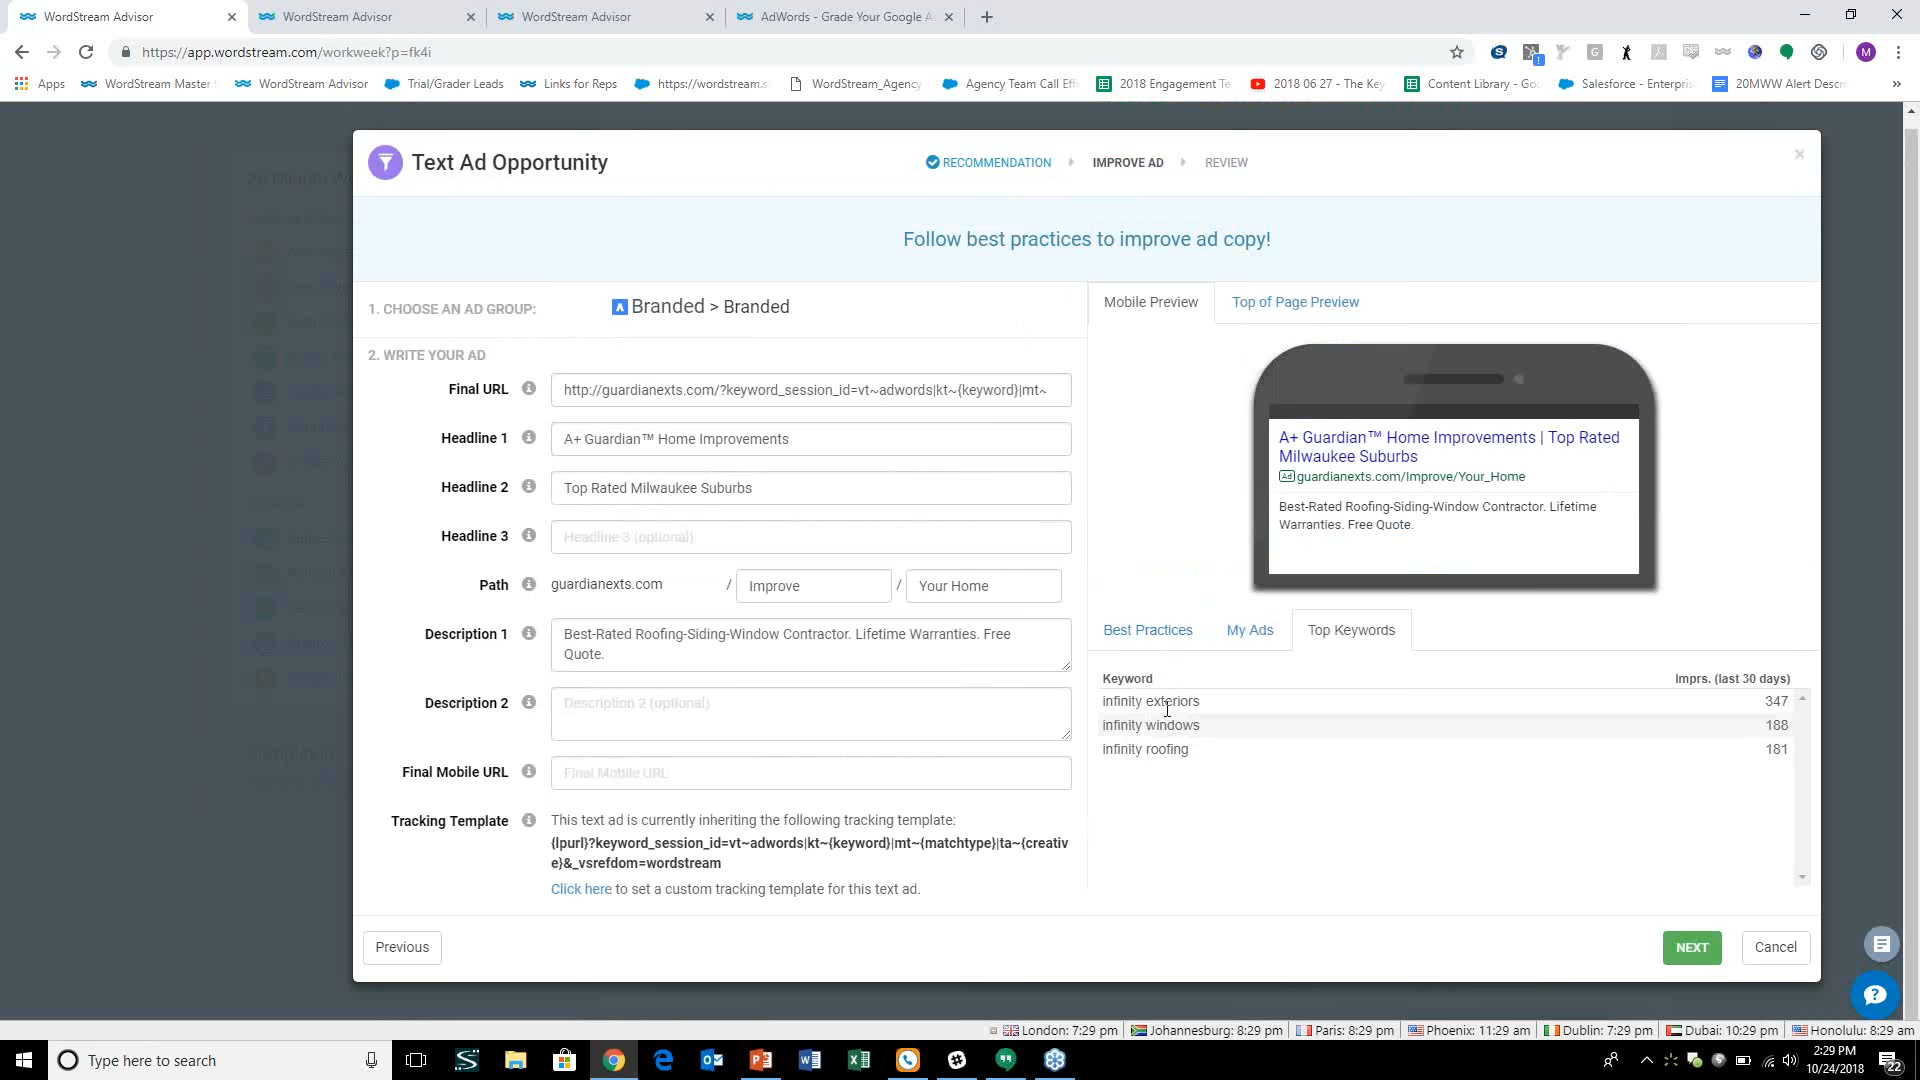 WordStream Advisor
WordStream Advisor
WordStream Advisor
AdWords - Grade Your Google A
https://app.wordstream.com/workweek?p=fk4i
M
Apps
WordStream Master
WordStream Advisor
Trial/Grader Leads
Links for Reps
https://wordstream.s
WordStream_Agency
Agency Team Call Eff
2018 Engagement Te
2018 06 27 - The Key
Content Library - Goo
Salesforce - Enterpris
20MWW Alert Descri
Text Ad Opportunity
RECOMMENDATION
IMPROVE AD
REVIEW
Follow best practices to improve ad copy!
1. CHOOSE AN AD GROUP:
Branded > Branded
2. WRITE YOUR AD
Final URL
http://guardianexts.com/?keyword_session_id=vt~adwords|kt~{keyword}|mt~
Headline 1
A+ Guardian™ Home Improvements
Headline 2
Top Rated Milwaukee Suburbs
Headline 3
Headline 3 (optional)
Path
guardianexts.com
/ Improve
/ Your Home
Description 1
Best-Rated Roofing-Siding-Window Contractor. Lifetime Warranties. Free
Quote.
Description 2
Description 2 (optional)
Final Mobile URL
Final Mobile URL
Tracking Template
This text ad is currently inheriting the following tracking template:
{lpurl}?keyword_session_id=vt~adwords|kt~{keyword}|mt~{matchtype}|ta~{creativ
e}&_vsrefdom=wordstream
Click here to set a custom tracking template for this text ad.
Mobile Preview
Top of Page Preview
A+ Guardian™ Home Improvements | Top Rated
Milwaukee Suburbs
Ad guardianexts.com/Improve/Your_Home
Best-Rated Roofing-Siding-Window Contractor. Lifetime
Warranties. Free Quote.
Best Practices
My Ads
Top Keywords
Keyword
Imprs. (last 30 days)
infinity exteriors
347
infinity windows
188
infinity roofing
181
Previous
NEXT
Cancel
London: 7:29 pm
Johannesburg: 8:29 pm
Paris: 8:29 pm
Phoenix: 11:29 am
Dublin: 7:29 pm
Dubai: 10:29 pm
Honolulu: 8:29 am
Type here to search
2:29 PM
10/24/2018
22